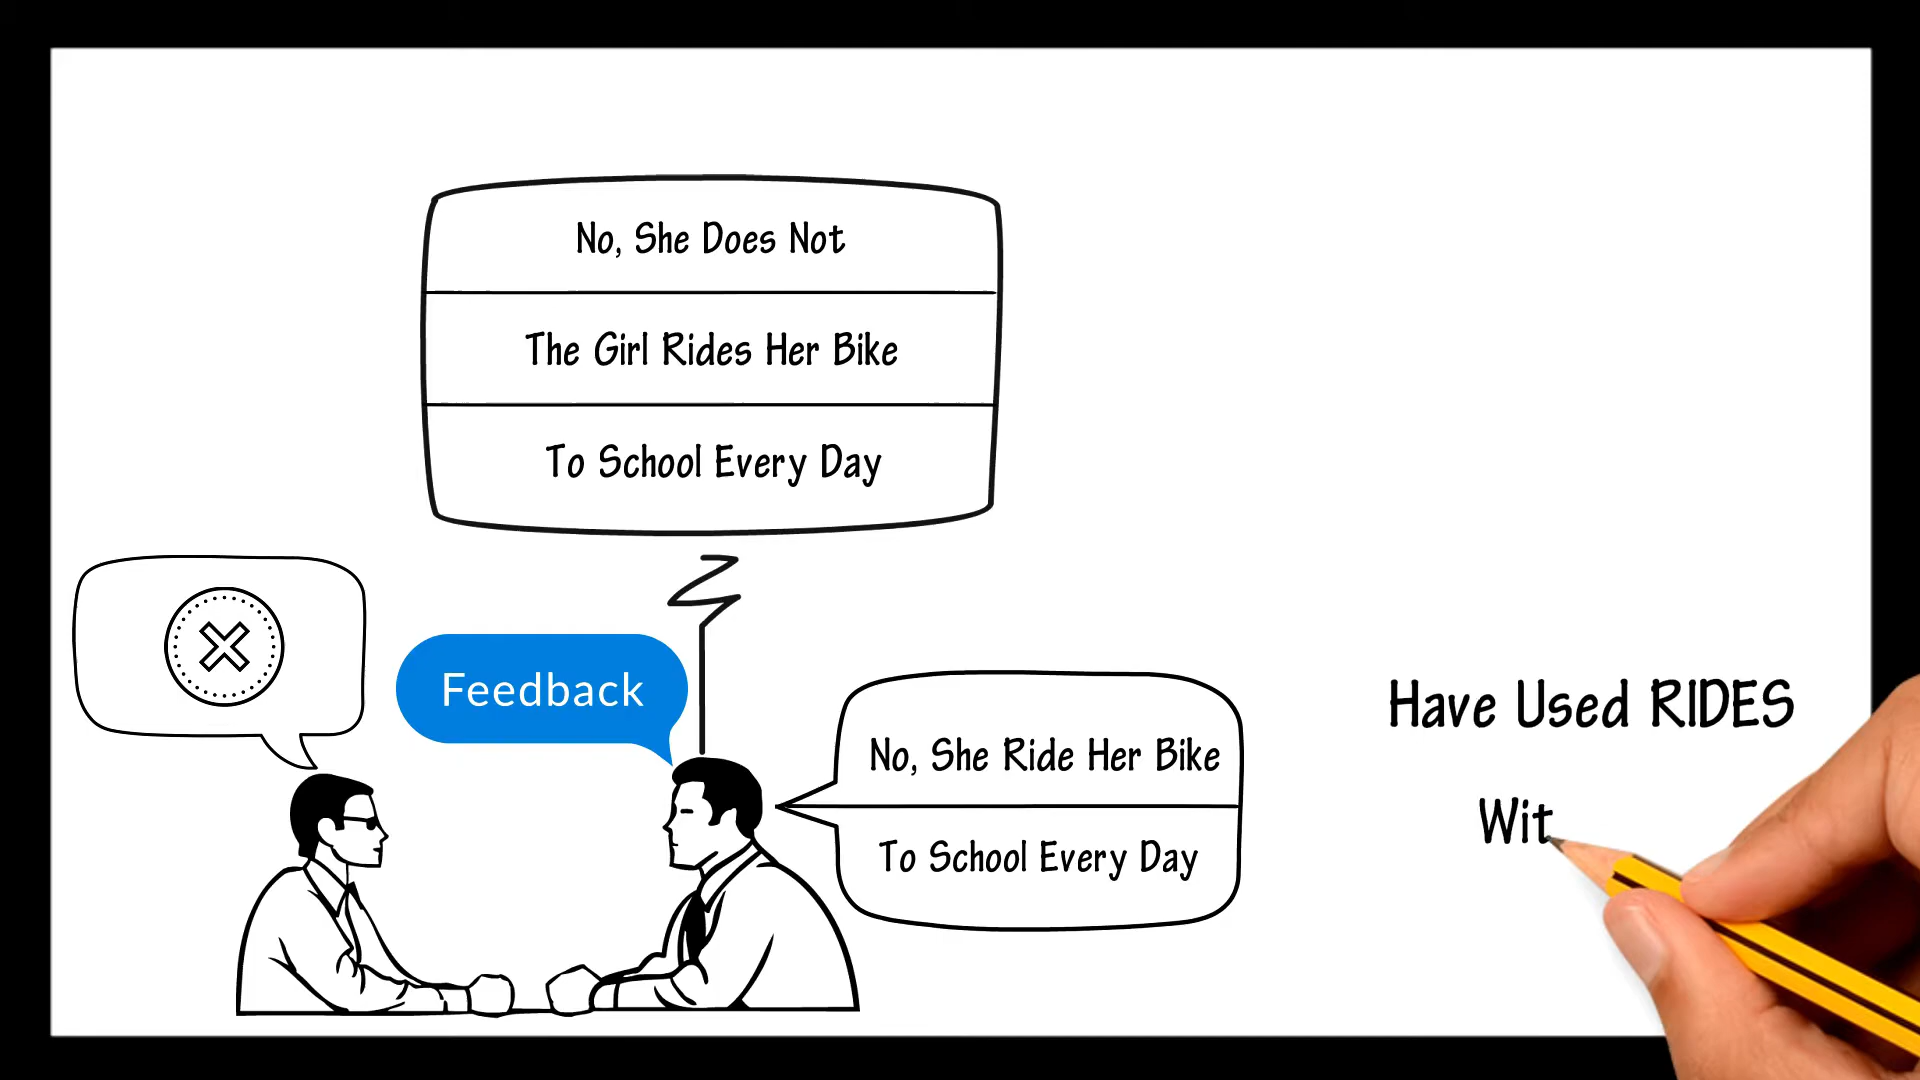 No, She Does Not
The Girl Rides Her Bike
To School Every Day
Feedback
No, She Ride Her Bike
To School Every Day
Have Used RIDES
Wit